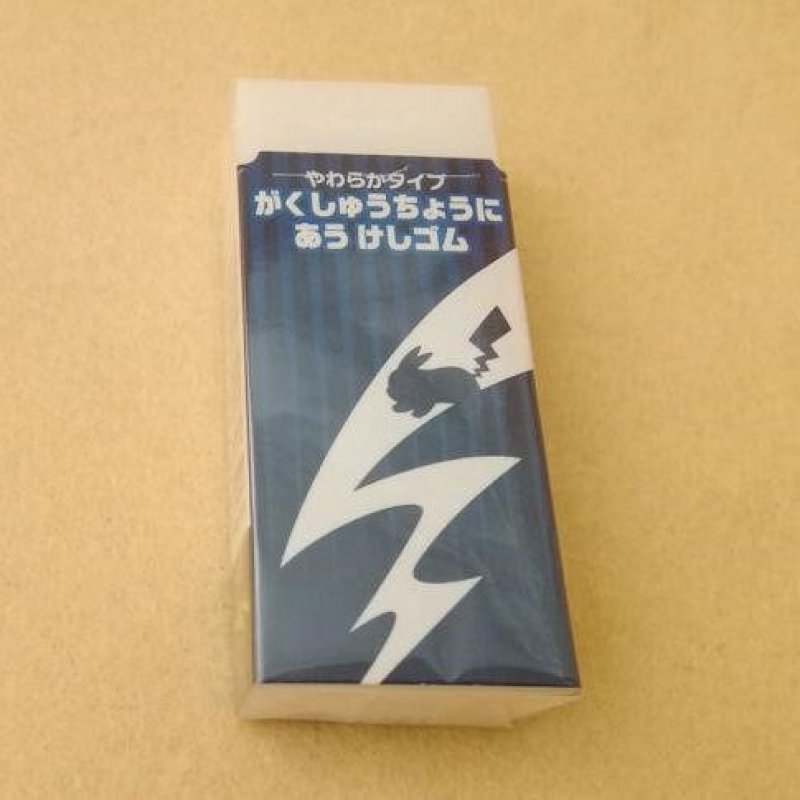 やわらかタイプ
がくしゅうちょうに
あう けしゴム